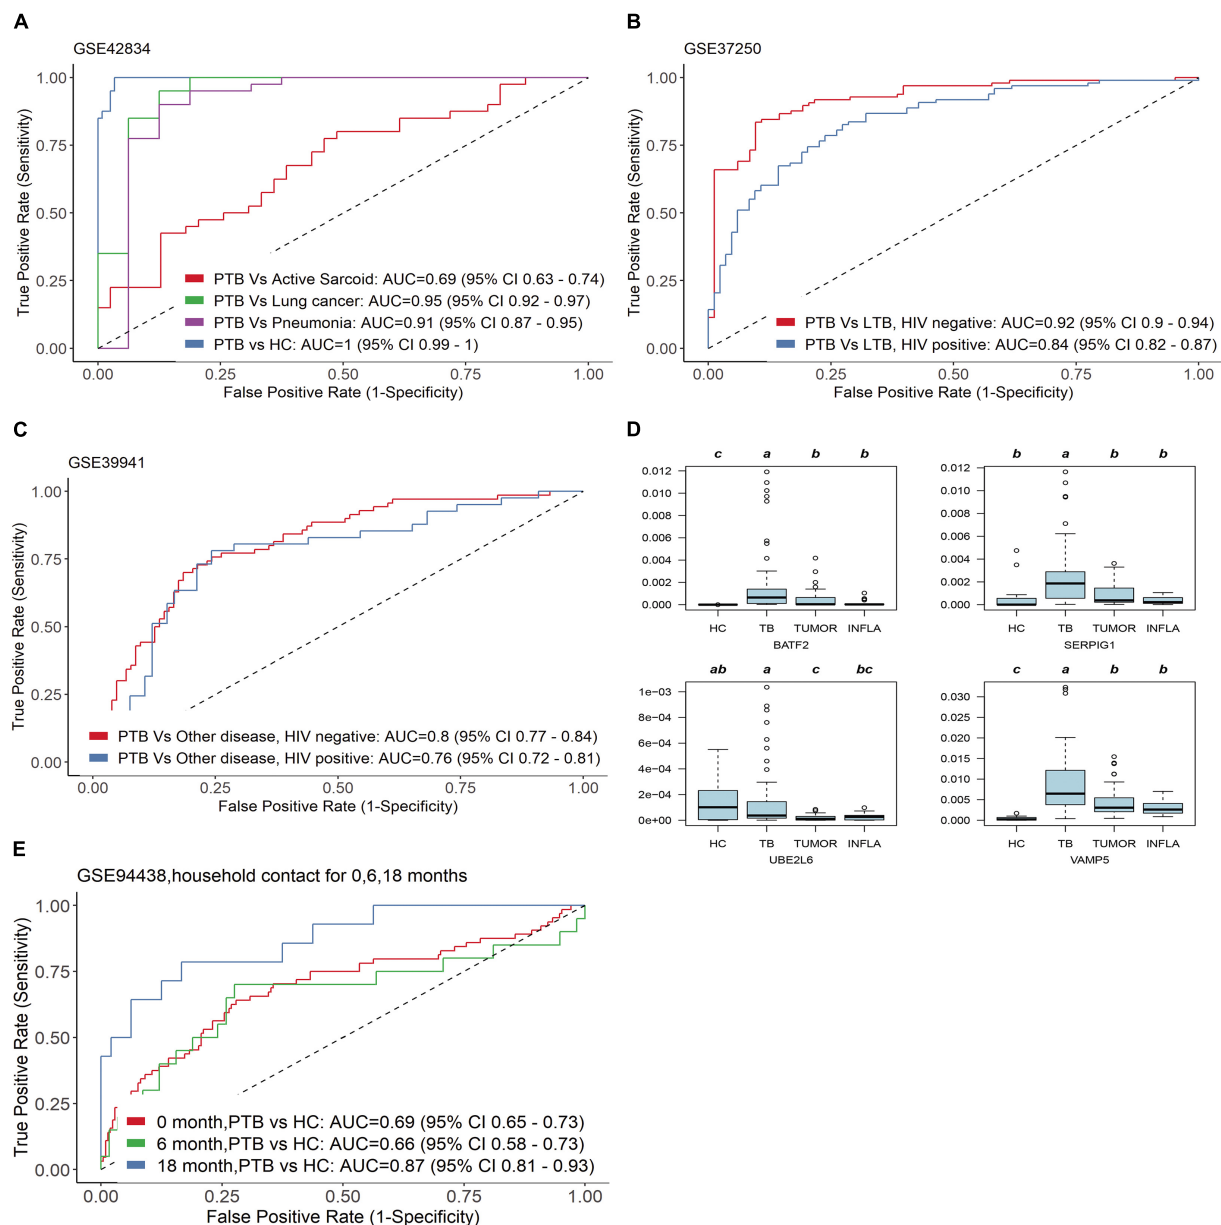 A
GSE42834
1.00
0.75
0.50
0.25
0.00
True Positive Rate (Sensitivity)
PTB Vs Active Sarcoid: AUC=0.69 (95% CI 0.63 - 0.74)
PTB Vs Lung cancer: AUC=0.95 (95% CI 0.92 - 0.97)
PTB Vs Pneumonia: AUC=0.91 (95% CI 0.87 - 0.95)
PTB vs HC: AUC=1 (95% CI 0.99 - 1)
0.00 0.25 0.50 0.75 1.00
False Positive Rate (1-Specificity)
B
GSE37250
1.00
0.75
0.50
0.25
0.00
True Positive Rate (Sensitivity)
PTB Vs LTB, HIV negative: AUC=0.92 (95% CI 0.9 - 0.94)
PTB Vs LTB, HIV positive: AUC=0.84 (95% CI 0.82 - 0.87)
0.00 0.25 0.50 0.75 1.00
False Positive Rate (1-Specificity)
C
GSE39941
1.00
0.75
0.50
0.25
0.00
True Positive Rate (Sensitivity)
PTB Vs Other disease, HIV negative: AUC=0.8 (95% CI 0.77 - 0.84)
PTB Vs Other disease, HIV positive: AUC=0.76 (95% CI 0.72 - 0.81)
0.00 0.25 0.50 0.75 1.00
False Positive Rate (1-Specificity)
D
c a b b
0.012
0.010
0.008
0.006
0.004
0.002
0.000
HC TB TUMOR INFLA
BATF2
b a b b
0.012
0.010
0.008
0.006
0.004
0.002
0.000
HC TB TUMOR INFLA
SERPIG1
ab a c bc
1e-03
8e-04
6e-04
4e-04
2e-04
0e+00
HC TB TUMOR INFLA
UBE2L6
c a b b
0.030
0.025
0.020
0.015
0.010
0.005
0.000
HC TB TUMOR INFLA
VAMP5
E
GSE94438,household contact for 0,6,18 months
1.00
0.75
0.50
0.25
0.00
True Positive Rate (Sensitivity)
0 month,PTB vs HC: AUC=0.69 (95% CI 0.65 - 0.73)
6 month,PTB vs HC: AUC=0.66 (95% CI 0.58 - 0.73)
18 month,PTB vs HC: AUC=0.87 (95% CI 0.81 - 0.93)
0.00 0.25 0.50 0.75 1.00
False Positive Rate (1-Specificity)